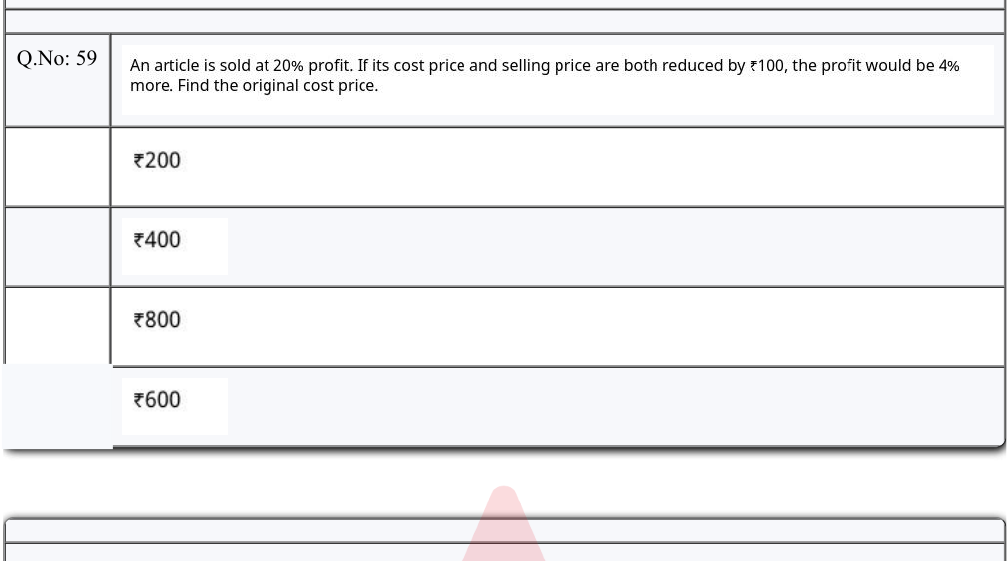 Q.No: 59
An article is sold at 20% profit. If its cost price and selling price are both reduced by ₹100, the profit would be 4%
more. Find the original cost price.
₹200
₹400
₹800
₹600